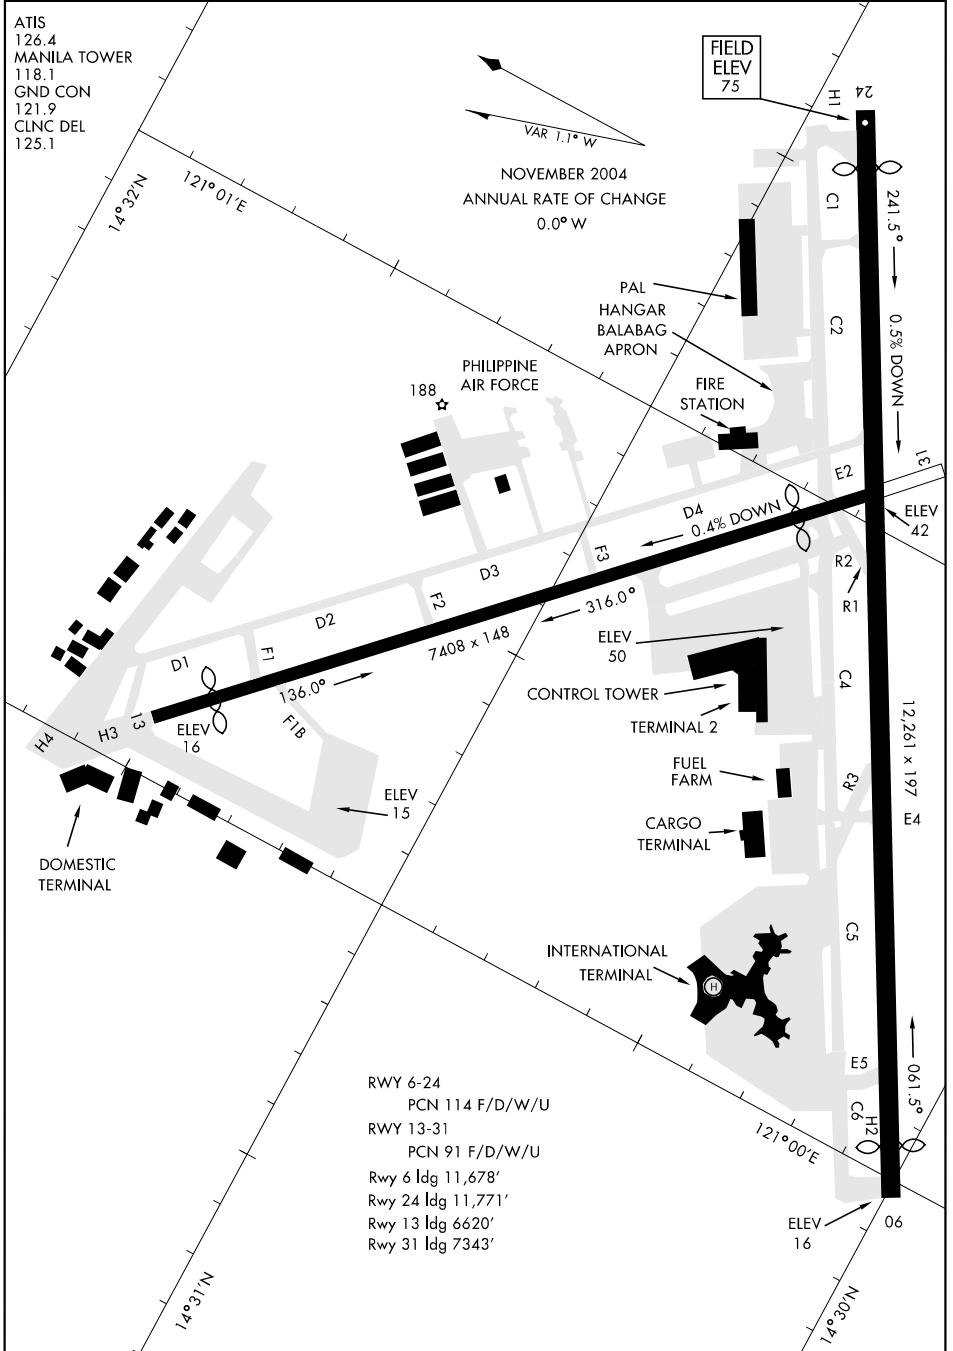 ATIS
126.4
MANILA TOWER
118.1
GND CON
121.9
CLNC DEL
125.1
FIELD
ELEV
75
VAR 1.1° W
NOVEMBER 2004
ANNUAL RATE OF CHANGE
0.0° W
14°32'N
121°01'E
H1
24
C1
241.5°
0.5% DOWN
C2
PAL
HANGAR
BALABAG
APRON
PHILIPPINE
AIR FORCE
188
FIRE
STATION
31
E2
ELEV
42
D4
0.4% DOWN
R2
R1
F3
D3
316.0°
F2
D2
7408 x 148
ELEV
50
D1
F1
136.0°
CONTROL TOWER
C4
TERMINAL 2
13
H3
H4
ELEV
16
F1B
12,261 x 197
FUEL
FARM
R3
ELEV
15
CARGO
TERMINAL
E4
DOMESTIC
TERMINAL
C5
INTERNATIONAL
TERMINAL
H
E5
061.5°
C6
H2
RWY 6-24
PCN 114 F/D/W/U
RWY 13-31
PCN 91 F/D/W/U
Rwy 6 ldg 11,678'
Rwy 24 ldg 11,771'
Rwy 13 ldg 6620'
Rwy 31 ldg 7343'
121°00'E
ELEV
16
06
14°31'N
14°30'N